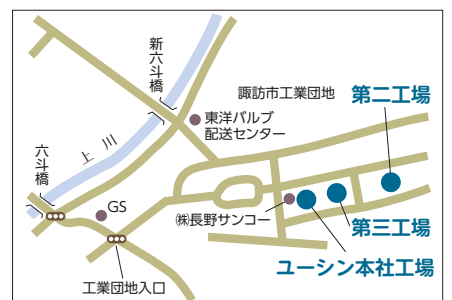 新六斗橋
諏訪市工業団地
第二工場
東洋バルブ
配送センター
上川
六斗橋
GS
㈱長野サンコー
第三工場
ユーシン本社工場
工業団地入口